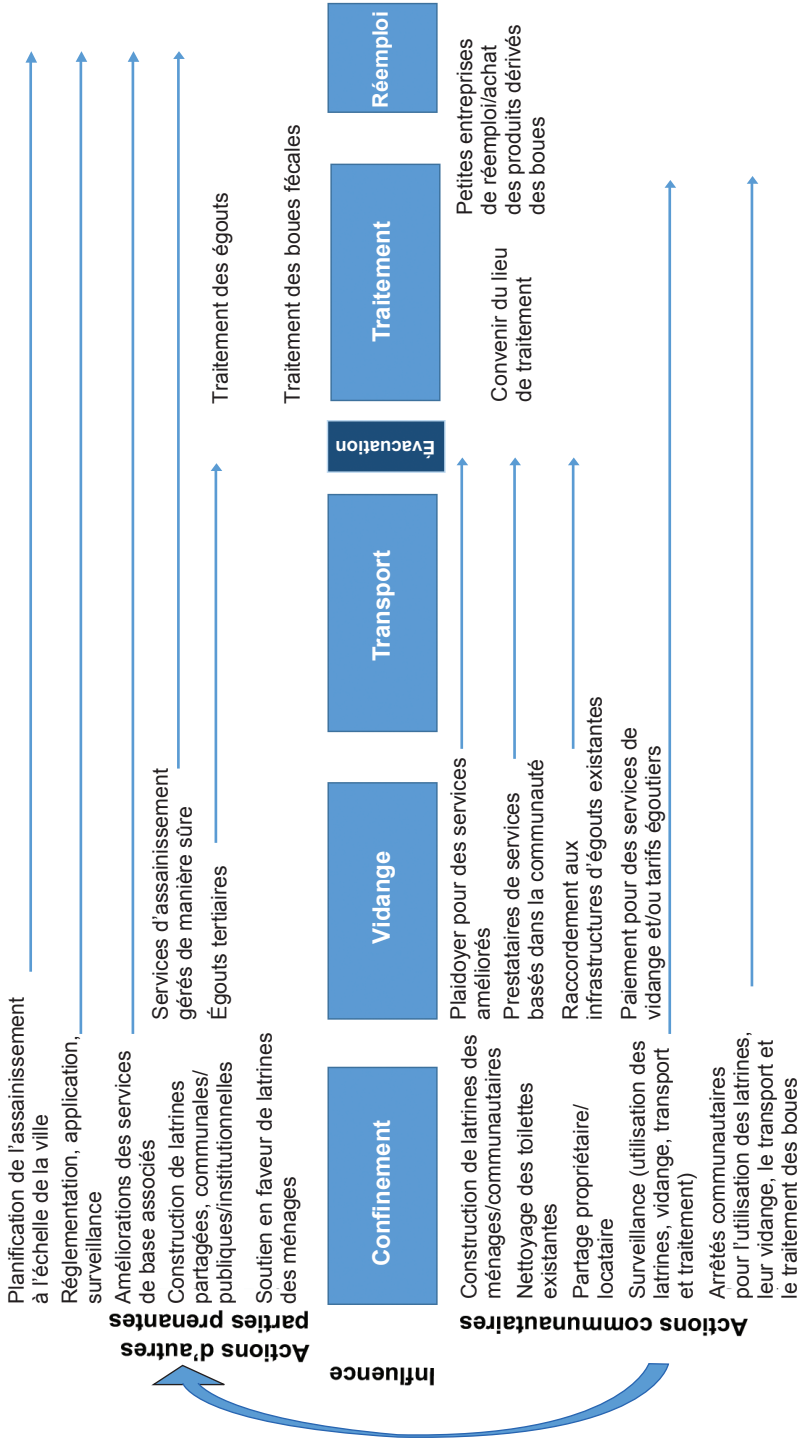 Planification de l'assainissement
à l'échelle de la ville
Réglementation, application,
surveillance
Améliorations des services
de base associés
Construction de latrines
partagées, communales/
publiques/institutionnelles
Soutien en faveur de latrines
des ménages
Services d'assainissement
gérés de manière sûre
Égouts tertiaires
Traitement des égouts
Traitement des boues fécales
Actions d'autres
parties prenantes
Influence
Actions communautaires
Confinement
Vidange
Transport
Évacuation
Traitement
Réemploi
Construction de latrines des
ménages/communautaires
Nettoyage des toilettes
existantes
Partage propriétaire/
locataire
Surveillance (utilisation des
latrines, vidange, transport
et traitement)
Arrêtés communautaires
pour l'utilisation des latrines,
leur vidange, le transport et
le traitement des boues
Plaidoyer pour des services
améliorés
Prestataires de services
basés dans la communauté
Raccordement aux
infrastructures d'égouts existantes
Paiement pour des services de
vidange et/ou tarifs égoutiers
Convenir du lieu
de traitement
Petites entreprises
de réemploi/achat
des produits dérivés
des boues